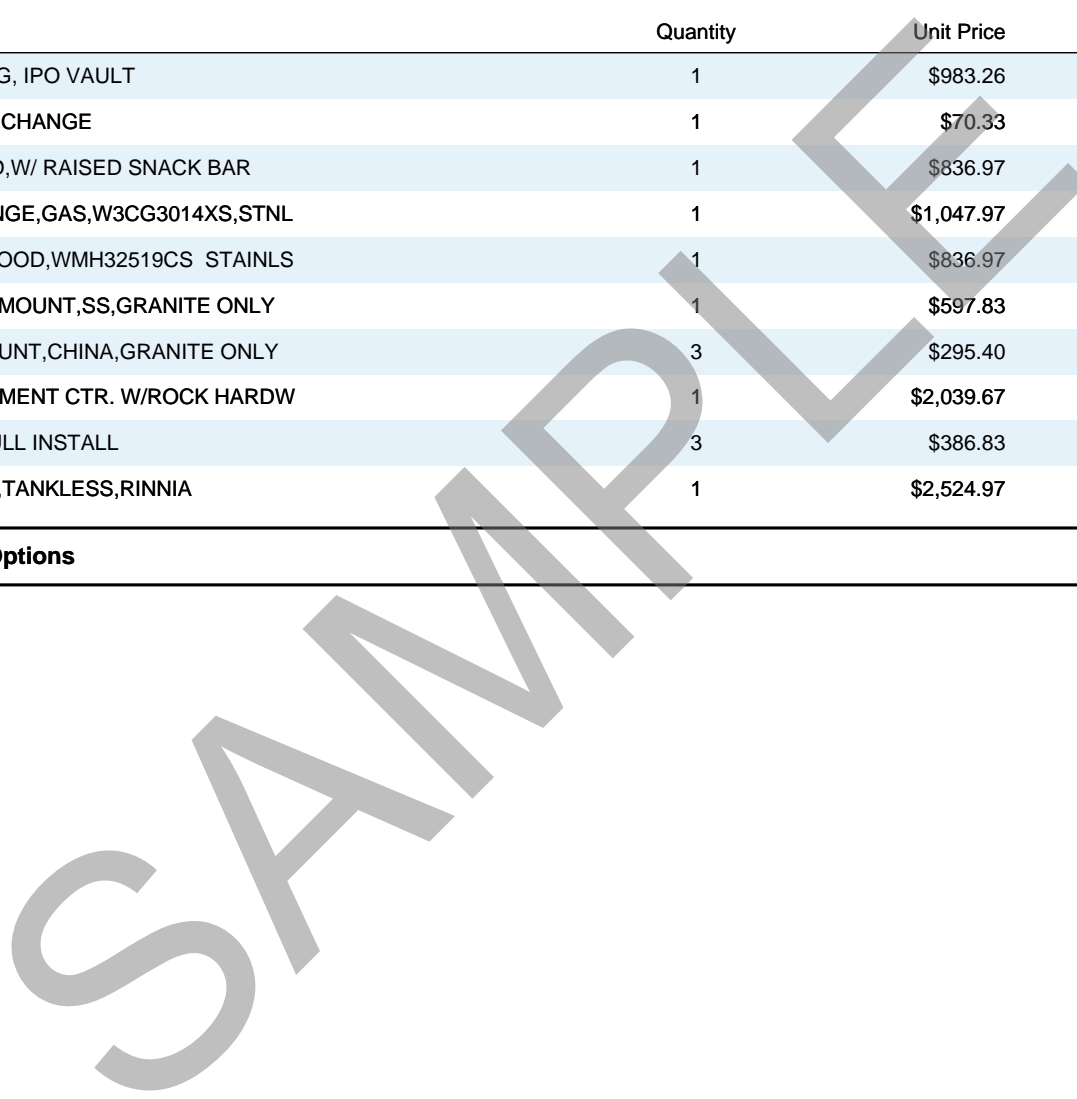 Quantity Unit Price
G, IPO VAULT 1 $983.26
CHANGE 1 $70.33
,W/ RAISED SNACK BAR 1 $836.97
NGE,GAS,W3CG3014XS,STNL 1 $1,047.97
OOD,WMH32519CS STAINLS 1 $836.97
MOUNT,SS,GRANITE ONLY 1 $597.83
UNT,CHINA,GRANITE ONLY 3 $295.40
MENT CTR. W/ROCK HARDW 1 $2,039.67
LL INSTALL 3 $386.83
,TANKLESS,RINNIA 1 $2,524.97
Options
SAMPLE